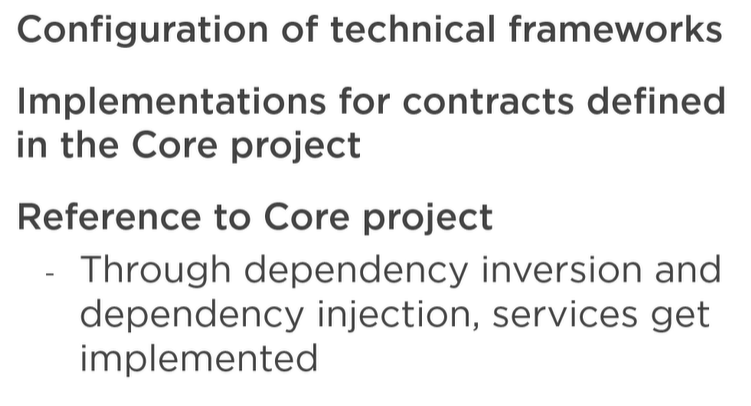 Configuration of technical frameworks
Implementations for contracts defined
in the Core project
Reference to Core project
- Through dependency inversion and
dependency injection, services get
implemented